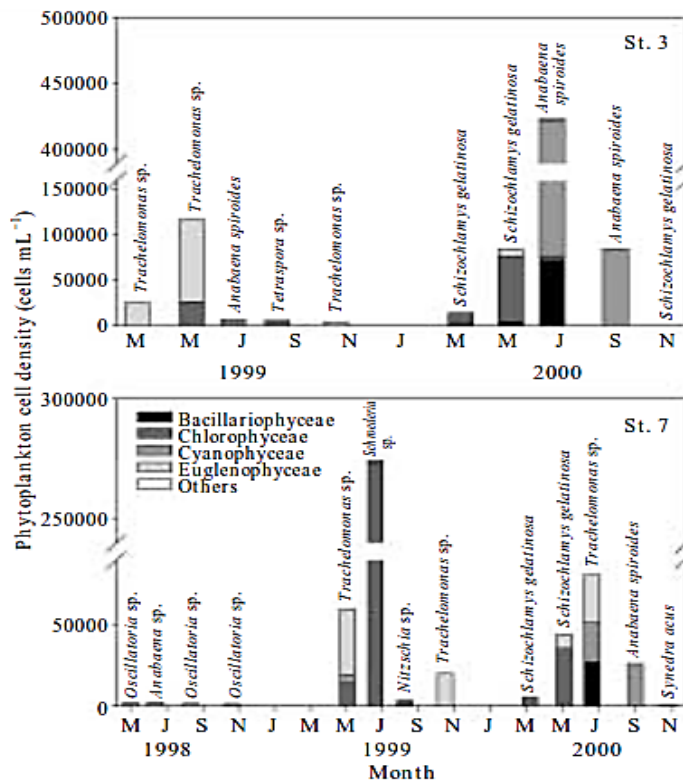 Phytoplankton cell density (cells mL⁻¹)
St. 3
500000
450000
400000
150000
100000
50000
0
Trachelomonas sp.
Trachelomonas sp.
Anabaena spiroides
Tetraspora sp.
Trachelomonas sp.
Schizochlamys gelatinosa
Schizochlamys gelatinosa
Anabaena
spiroides
Anabaena spiroides
Schizochlamys gelatinosa
M M J S N J M M J S N
1999 2000
St. 7
300000
250000
50000
0
Bacillariophyceae
Chlorophyceae
Cyanophyceae
Euglenophyceae
Others
Oscillatoria sp.
Anabaena sp.
Oscillatoria sp.
Oscillatoria sp.
Trachelomonas sp.
Schroederia
sp.
Nitzschia sp.
Trachelomonas sp.
Schizochlamys gelatinosa
Schizochlamys gelatinosa
Trachelomonas sp.
Anabaena spiroides
Synedra acus
M J S N J M M J S N J M M J S N
1998 1999 2000
Month